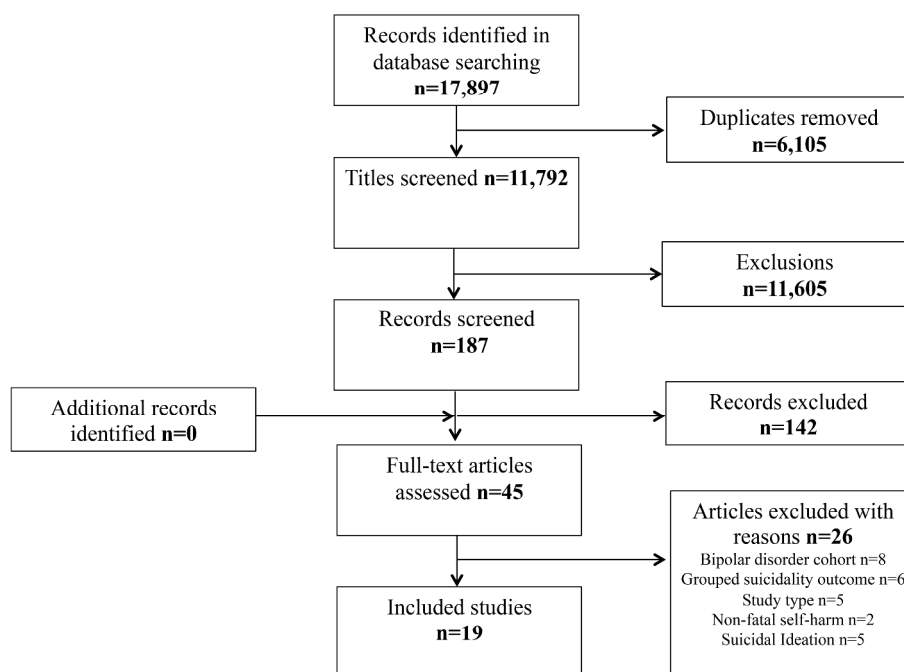 Records identified in
database searching
n=17,897
Duplicates removed
n=6,105
Titles screened n=11,792
Exclusions
n=11,605
Records screened
n=187
Additional records
identified n=0
Records excluded
n=142
Full-text articles
assessed n=45
Articles excluded with
reasons n=26
Bipolar disorder cohort n=8
Grouped suicidality outcome n=6
Study type n=5
Non-fatal self-harm n=2
Suicidal Ideation n=5
Included studies
n=19